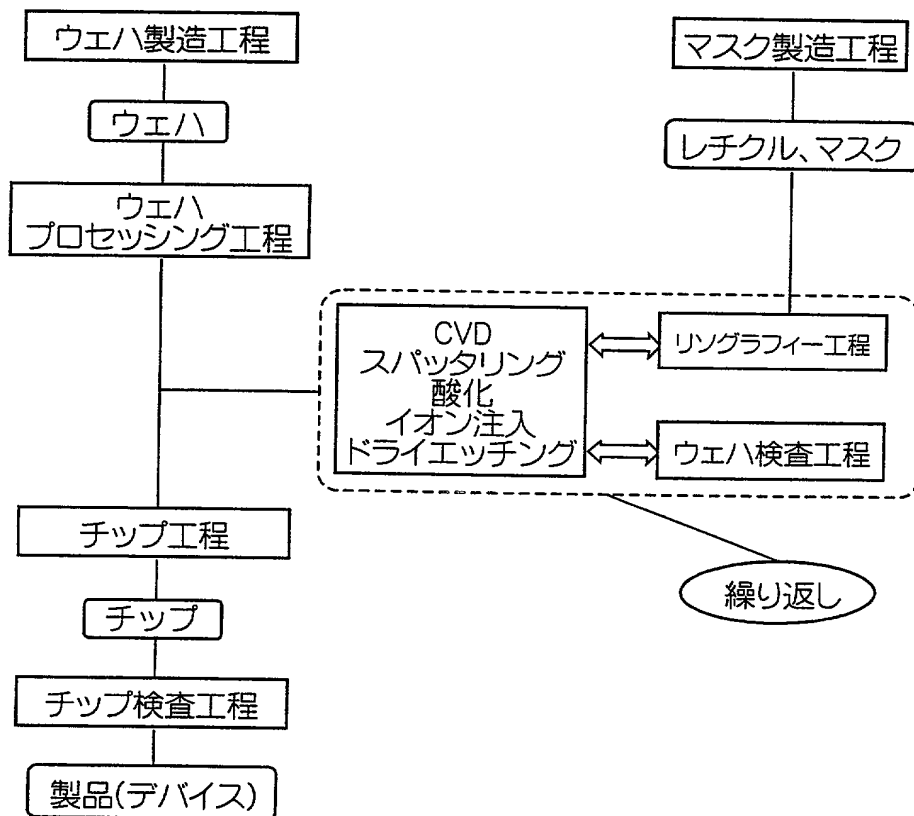 ウェハ製造工程
ウェハ
ウェハ
プロセッシング工程
チップ工程
チップ
チップ検査工程
製品(デバイス)
マスク製造工程
レチクル、マスク
CVD
スパッタリング
酸化
イオン注入
ドライエッチング
リソグラフィー工程
ウェハ検査工程
繰り返し